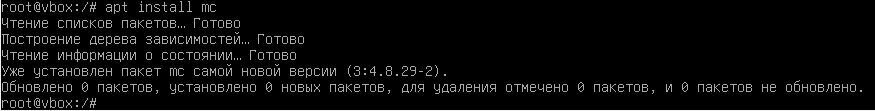 root@vbox:/# apt install mc
Чтение списков пакетов… Готово
Построение дерева зависимостей… Готово
Чтение информации о состоянии… Готово
Уже установлен пакет mc самой новой версии (3:4.8.29-2).
Обновлено 0 пакетов, установлено 0 новых пакетов, для удаления отмечено 0 пакетов, и 0 пакетов не обновлено.
root@vbox:/#